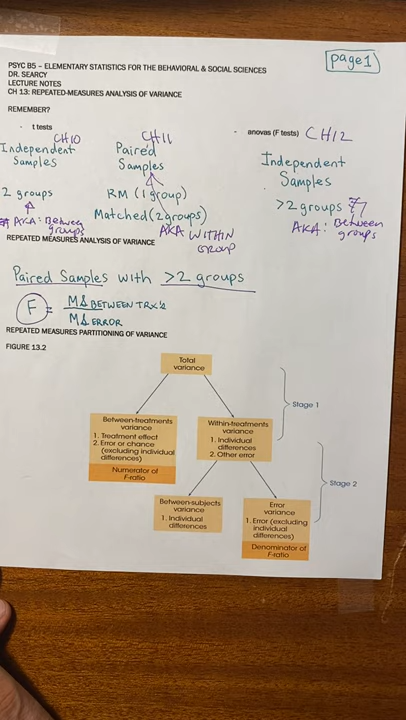 page 1
PSYC B5 – ELEMENTARY STATISTICS FOR THE BEHAVIORAL & SOCIAL SCIENCES
DR. SEARCY
LECTURE NOTES
CH 13: REPEATED-MEASURES ANALYSIS OF VARIANCE
REMEMBER?
- t tests
CH10
Independent
Samples
2 groups
AKA: Between
groups
CH11
Paired
Samples
RM (1 group)
Matched (2 groups)
AKA WITHIN
GROUP
- anovas (F tests) CH12
Independent
Samples
>2 groups
AKA: Between
groups
REPEATED MEASURES ANALYSIS OF VARIANCE
Paired Samples with >2 groups
F = MS BETWEEN TRX's
MS ERROR
REPEATED MEASURES PARTITIONING OF VARIANCE
FIGURE 13.2
Total
variance
Stage 1
Between-treatments
variance
1. Treatment effect
2. Error or chance
(excluding individual
differences)
Numerator of
F-ratio
Within-treatments
variance
1. Individual
differences
2. Other error
Stage 2
Between-subjects
variance
1. Individual
differences
Error
variance
1. Error (excluding
individual
differences)
Denominator of
F-ratio